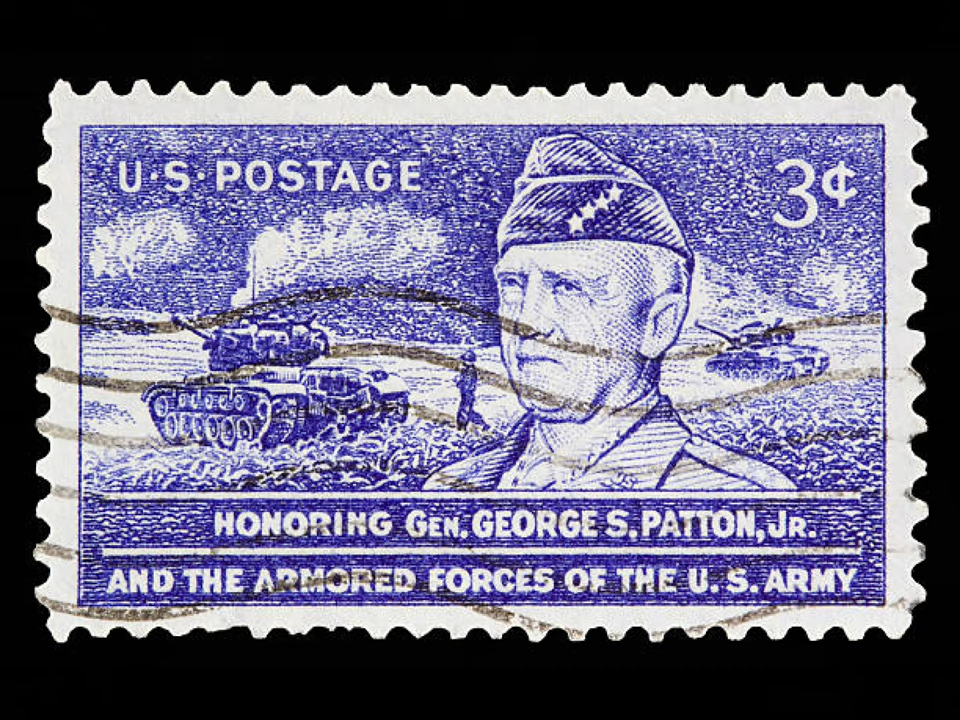 U·S·POSTAGE
3¢
HONORING GEN. GEORGE S. PATTON, JR.
AND THE ARMORED FORCES OF THE U. S. ARMY